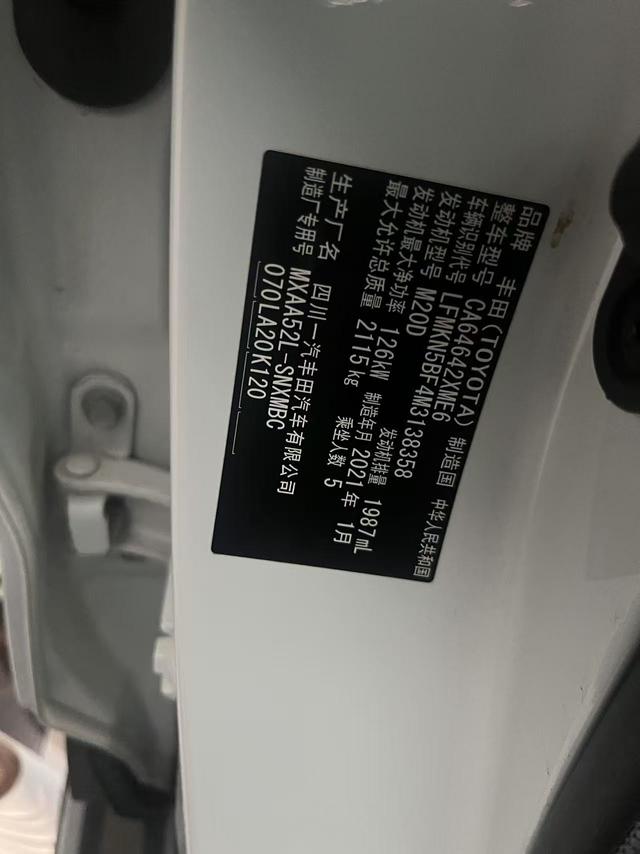 品牌 丰田(TOYOTA) 制造国 中华人民共和国
整车型号 CA6462XME6
车辆识别代号 LFMKN5BF4M3138358
发动机型号 M20D 发动机排量 1987mL
发动机最大净功率 126kW 制造年月 2021年 1月
最大允许总质量 2115kg 乘坐人数 5
生产厂名 四川一汽丰田汽车有限公司
制造厂专用号 MXAA52L-SNXMBC
070LA20K120